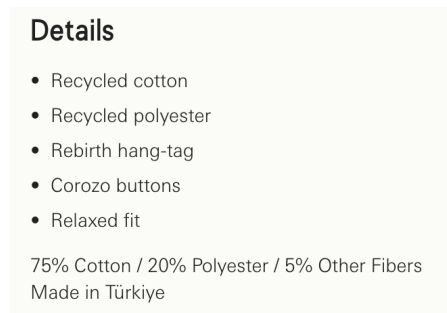 Details
• Recycled cotton
• Recycled polyester
• Rebirth hang-tag
• Corozo buttons
• Relaxed fit
75% Cotton / 20% Polyester / 5% Other Fibers
Made in Türkiye